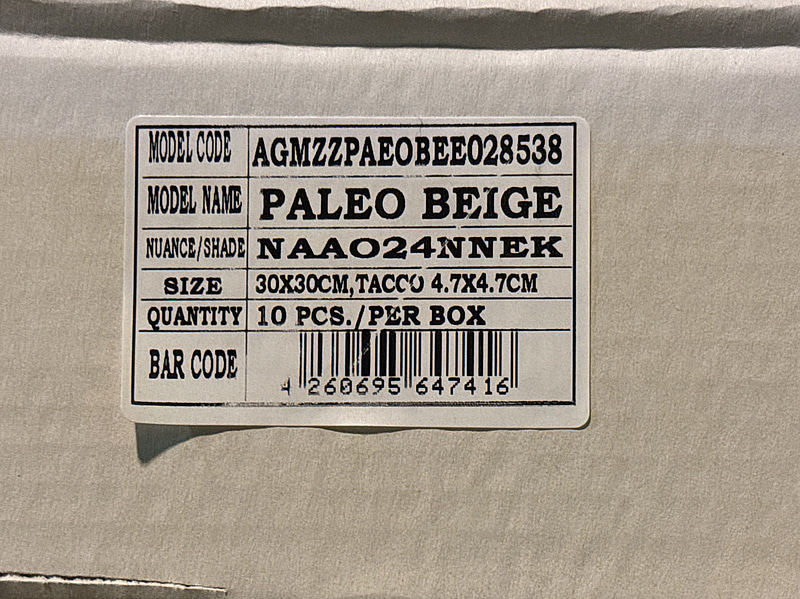 MODEL CODE AGMZZPAEOBEE028538
MODEL NAME PALEO BEIGE
NUANCE/SHADE NAAO24NNEK
SIZE 30X30CM,TACCO 4.7X4.7CM
QUANTITY 10 PCS./PER BOX
BAR CODE
4 260695 647416